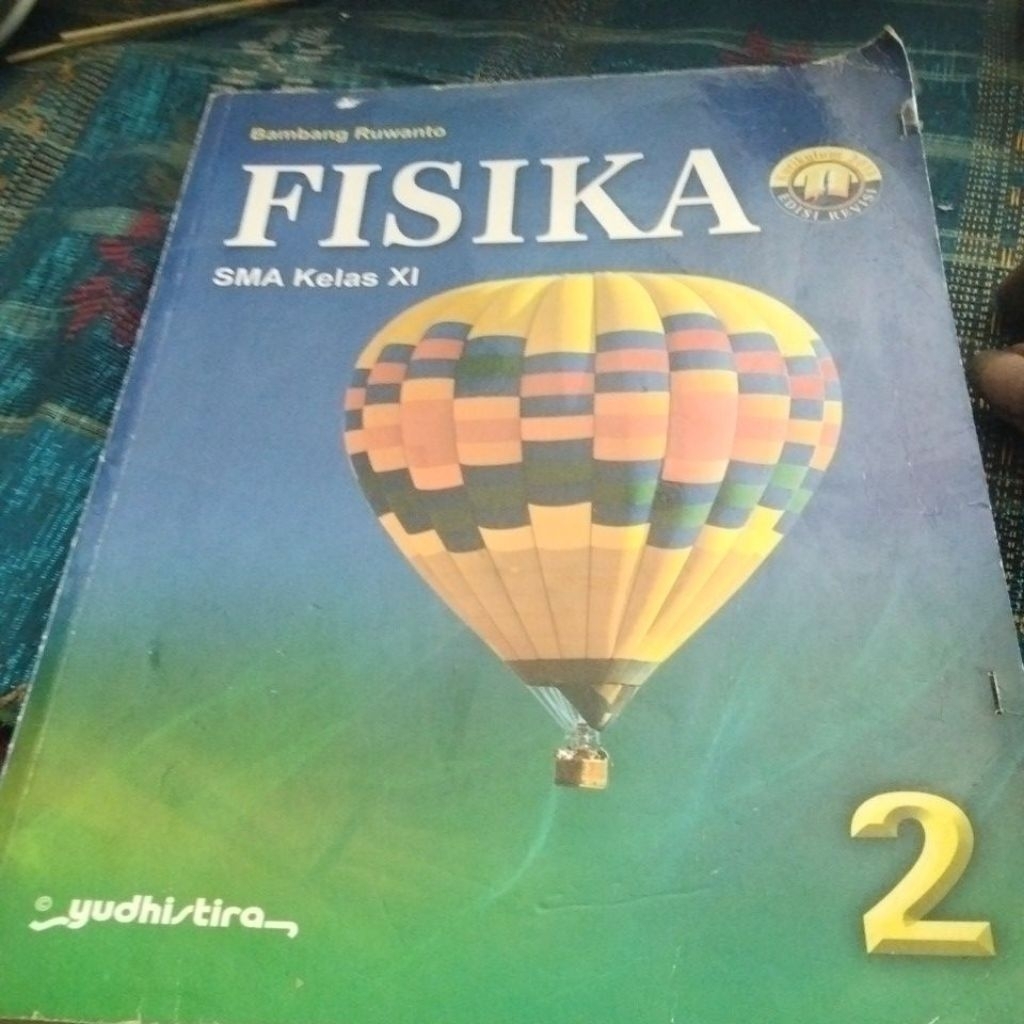 Bambang Ruwanto
FISIKA
EDISI REVISI
SMA Kelas XI
© yudhistira
2